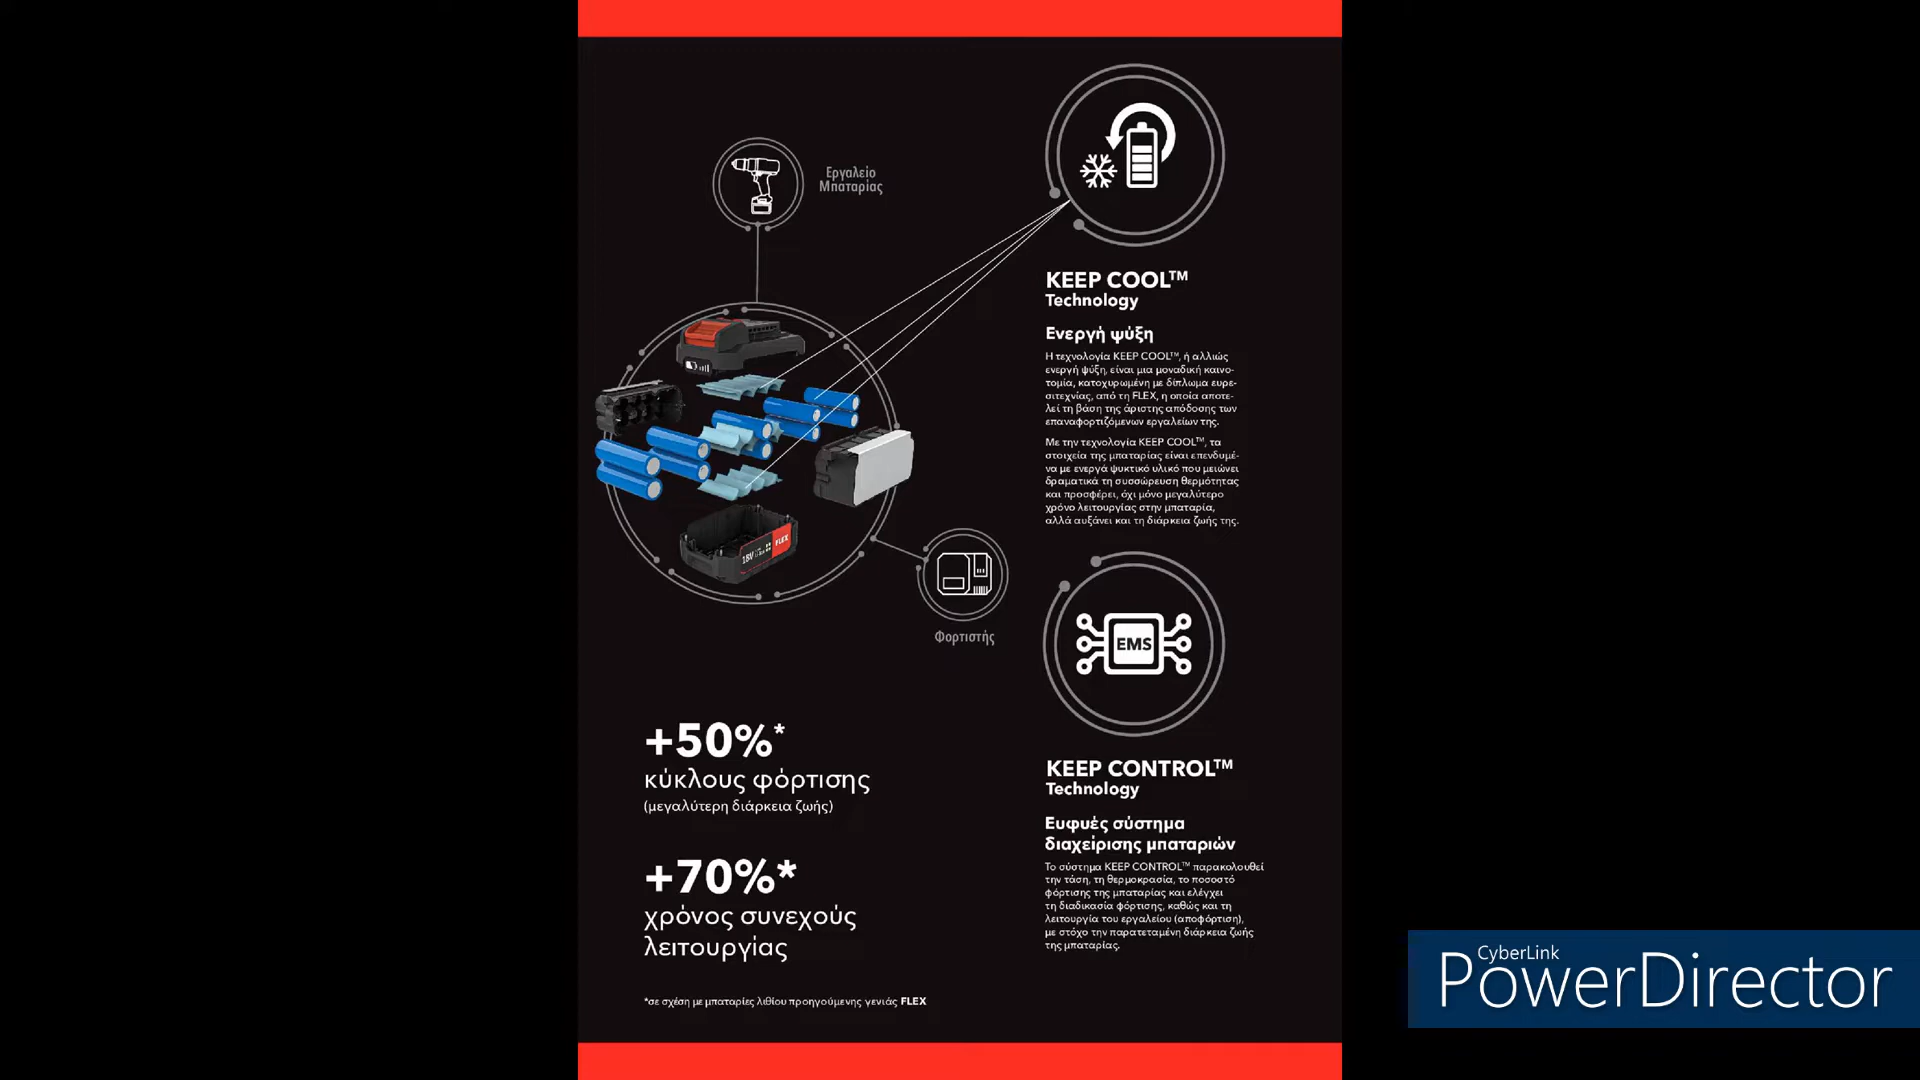 Εργαλείο
Μπαταρίας
KEEP COOL™
Technology
Ενεργή ψύξη
Η τεχνολογία KEEP COOL™, ή αλλιώς
ενεργή ψύξη, είναι μια μοναδική καινο-
τομία, κατοχυρωμένη με δίπλωμα ευρε-
σιτεχνίας, από τη FLEX, η οποία αποτε-
λεί τη βάση της άριστης απόδοσης των
επαναφορτιζόμενων εργαλείων της.
Με την τεχνολογία KEEP COOL™, τα
στοιχεία της μπαταρίας είναι επενδυμέ-
να με ενεργά ψυκτικό υλικό που μειώνει
δραματικά τη συσσώρευση θερμότητας
και προσφέρει, όχι μόνο μεγαλύτερο
χρόνο λειτουργίας στην μπαταρία,
αλλά αυξάνει και τη διάρκεια ζωής της.
18V
FLEX
Φορτιστής
EMS
KEEP CONTROL™
Technology
Ευφυές σύστημα
διαχείρισης μπαταριών
Το σύστημα KEEP CONTROL™ παρακολουθεί
την τάση, τη θερμοκρασία, το ποσοστό
φόρτισης της μπαταρίας και ελέγχει
τη διαδικασία φόρτισης, καθώς και τη
λειτουργία του εργαλείου (αποφόρτιση),
με στόχο την παρατεταμένη διάρκεια ζωής
της μπαταρίας.
+50%*
κύκλους φόρτισης
(μεγαλύτερη διάρκεια ζωής)
+70%*
χρόνος συνεχούς
λειτουργίας
*σε σχέση με μπαταρίες λιθίου προηγούμενης γενιάς FLEX
CyberLink
PowerDirector